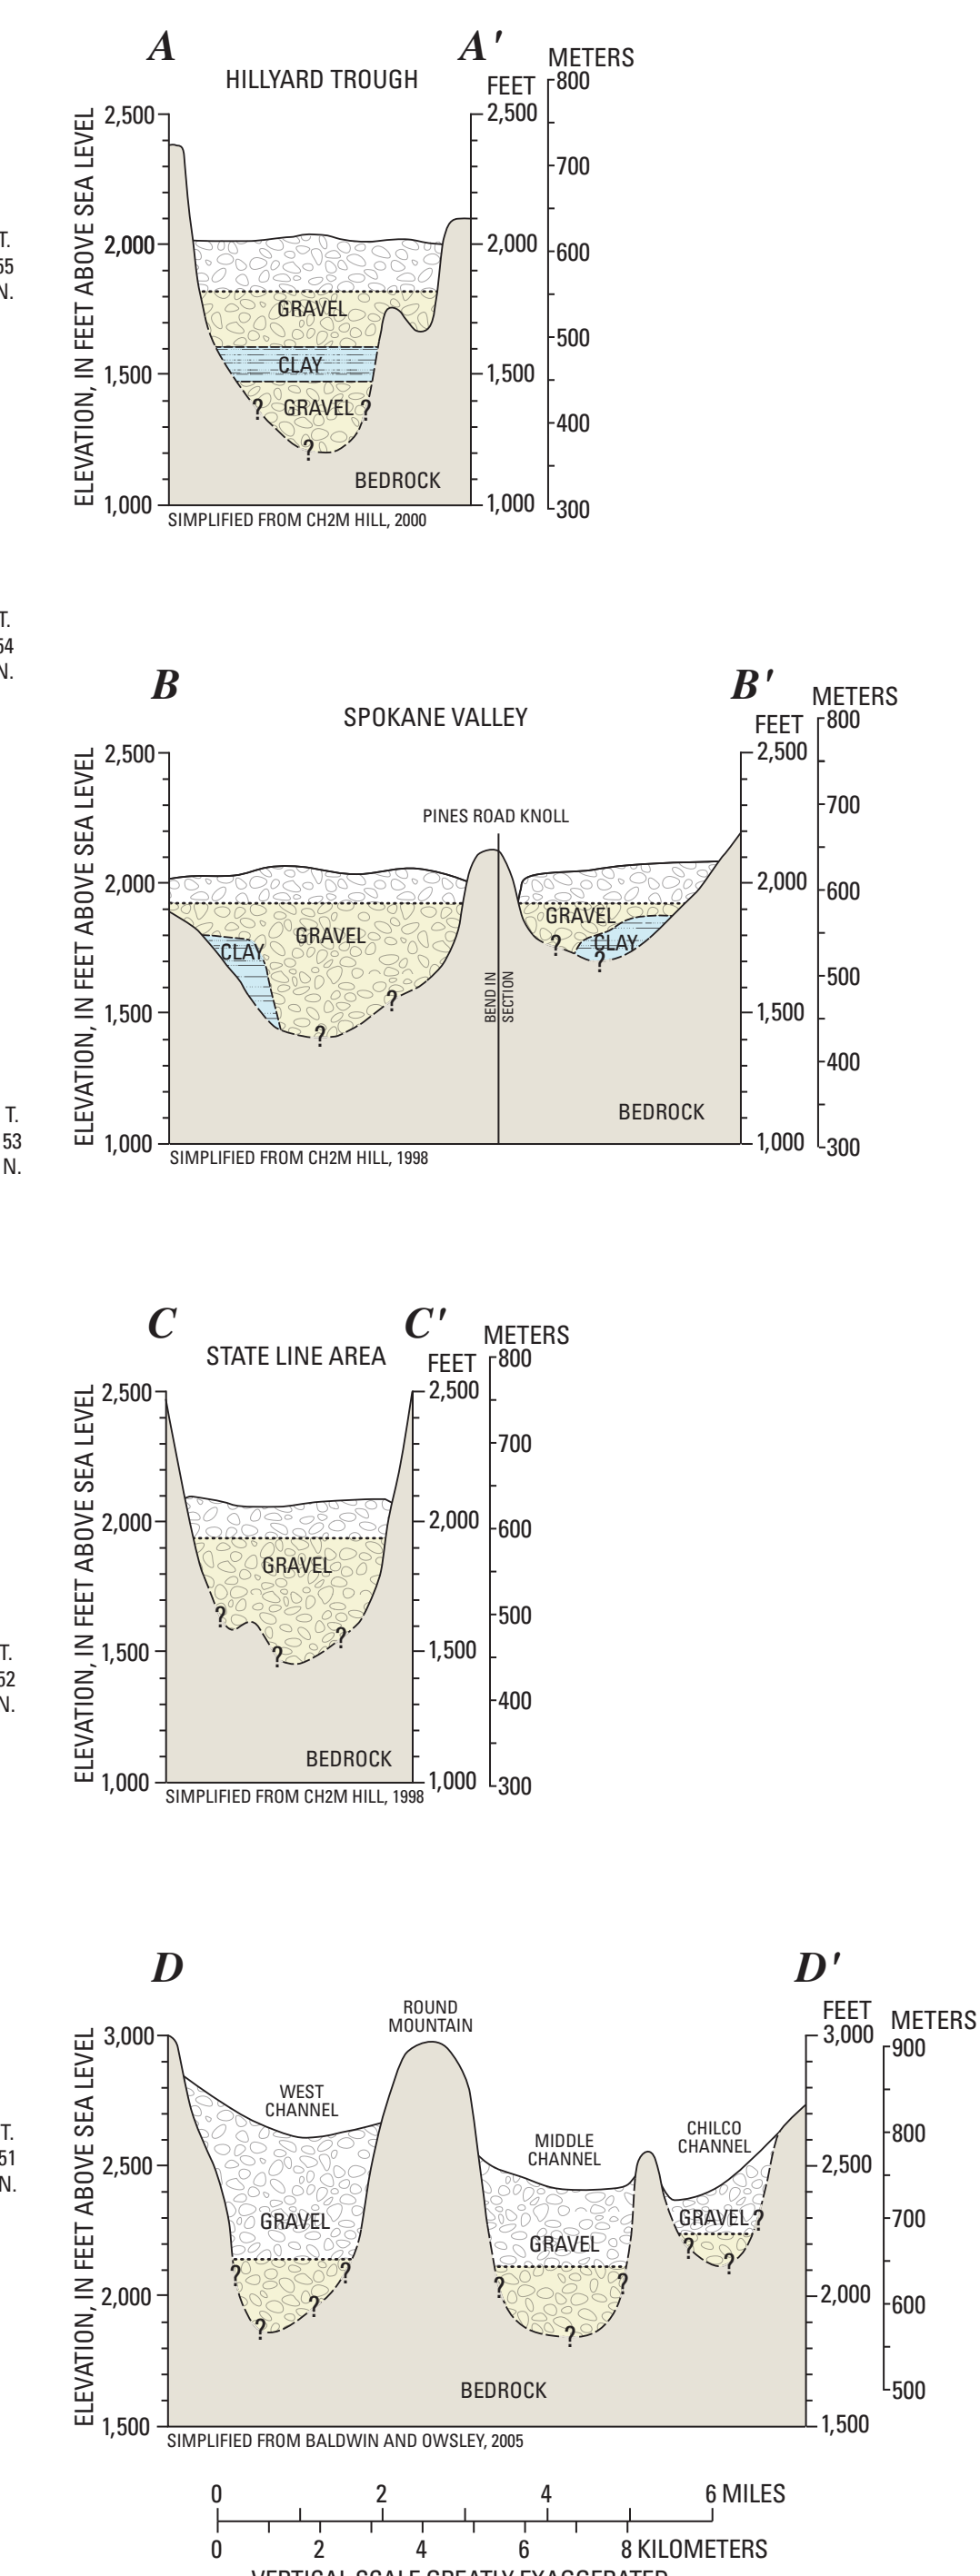 A
A'
HILLYARD TROUGH
METERS
FEET
800
2,500
2,500
700
T.
55
N.
2,000
2,000
600
GRAVEL
500
CLAY
1,500
1,500
GRAVEL
?
?
400
?
BEDROCK
1,000
1,000
300
ELEVATION, IN FEET ABOVE SEA LEVEL
SIMPLIFIED FROM CH2M HILL, 2000
T.
54
N.
B
B'
SPOKANE VALLEY
METERS
FEET
800
2,500
2,500
700
PINES ROAD KNOLL
2,000
2,000
600
GRAVEL
GRAVEL
CLAY
CLAY
?
?
500
?
?
BEND IN
SECTION
1,500
1,500
400
BEDROCK
1,000
1,000
300
ELEVATION, IN FEET ABOVE SEA LEVEL
SIMPLIFIED FROM CH2M HILL, 1998
T.
53
N.
C
C'
STATE LINE AREA
METERS
FEET
800
2,500
2,500
700
2,000
2,000
600
GRAVEL
?
?
?
500
1,500
1,500
400
BEDROCK
1,000
1,000
300
ELEVATION, IN FEET ABOVE SEA LEVEL
SIMPLIFIED FROM CH2M HILL, 1998
T.
52
N.
D
D'
ROUND
MOUNTAIN
FEET
METERS
3,000
3,000
900
WEST
CHANNEL
MIDDLE
CHANNEL
CHILCO
CHANNEL
800
2,500
2,500
T.
51
N.
GRAVEL
GRAVEL
GRAVEL
?
700
?
?
?
?
?
?
2,000
2,000
600
?
?
?
BEDROCK
500
1,500
1,500
ELEVATION, IN FEET ABOVE SEA LEVEL
SIMPLIFIED FROM BALDWIN AND OWSLEY, 2005
0 2 4 6 MILES
0 2 4 6 8 KILOMETERS
VERTICAL SCALE GREATLY EXAGGERATED